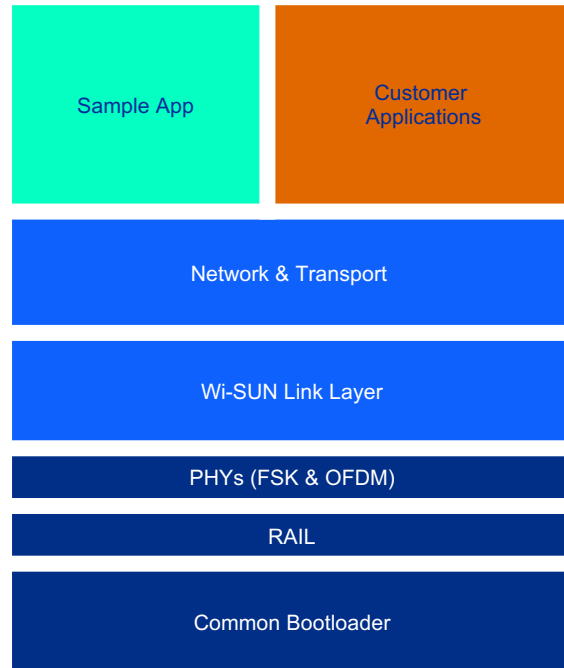 Sample App
Customer
Applications
Network & Transport
Wi-SUN Link Layer
PHYs (FSK & OFDM)
RAIL
Common Bootloader